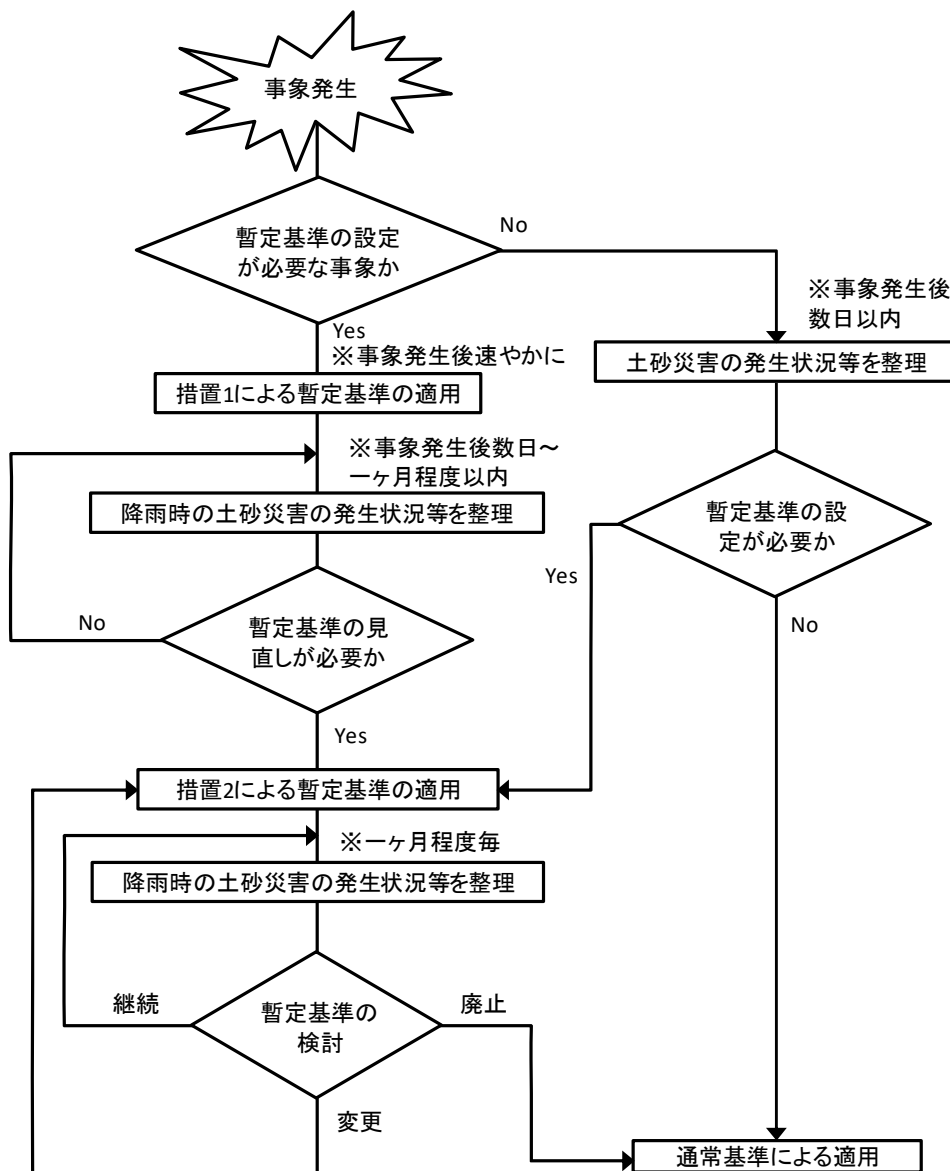 事象発生
暫定基準の設定
が必要な事象か
No
※事象発生後
数日以内
Yes
※事象発生後速やかに
土砂災害の発生状況等を整理
措置1による暫定基準の適用
※事象発生後数日～
一ヶ月程度以内
降雨時の土砂災害の発生状況等を整理
暫定基準の設
定が必要か
Yes
No
No
暫定基準の見
直しが必要か
Yes
措置2による暫定基準の適用
※一ヶ月程度毎
降雨時の土砂災害の発生状況等を整理
継続
暫定基準の
検討
廃止
変更
通常基準による適用